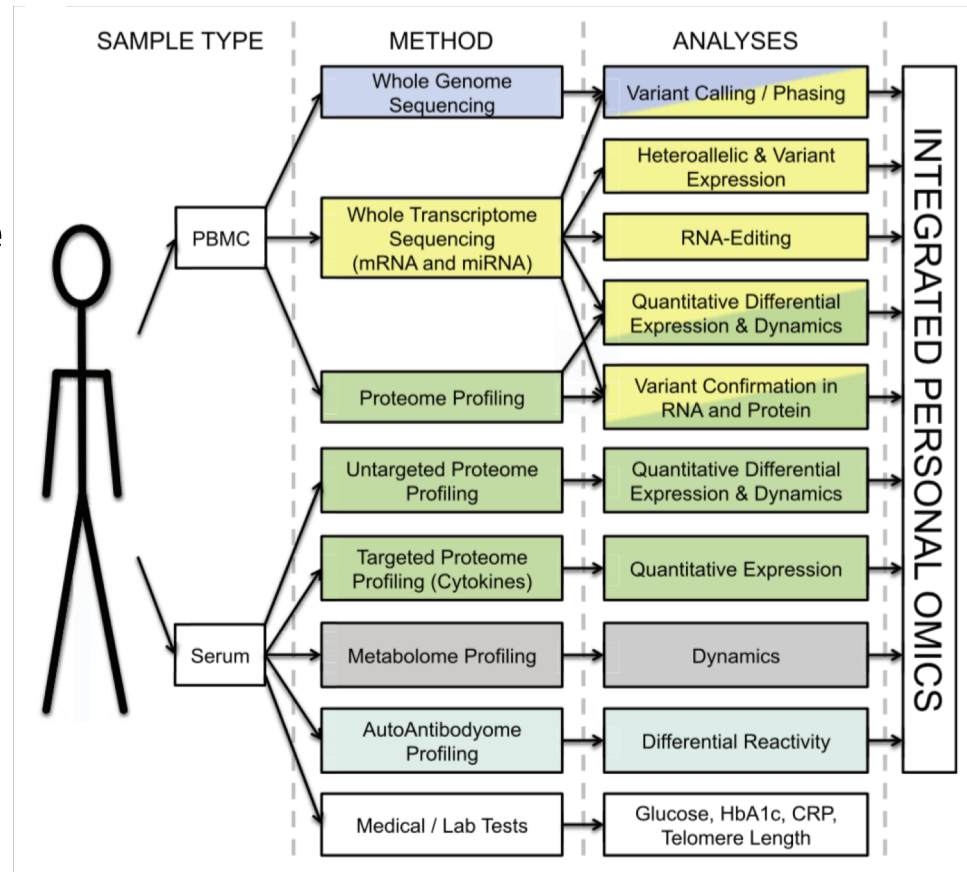 SAMPLE TYPE
METHOD
ANALYSES
Whole Genome
Sequencing
Variant Calling / Phasing
Heteroallelic & Variant
Expression
PBMC
Whole Transcriptome
Sequencing
(mRNA and miRNA)
RNA-Editing
Quantitative Differential
Expression & Dynamics
Proteome Profiling
Variant Confirmation in
RNA and Protein
Untargeted Proteome
Profiling
Quantitative Differential
Expression & Dynamics
Targeted Proteome
Profiling (Cytokines)
Quantitative Expression
Serum
Metabolome Profiling
Dynamics
AutoAntibodyome
Profiling
Differential Reactivity
Medical / Lab Tests
Glucose, HbA1c, CRP,
Telomere Length
INTEGRATED PERSONAL OMICS
e